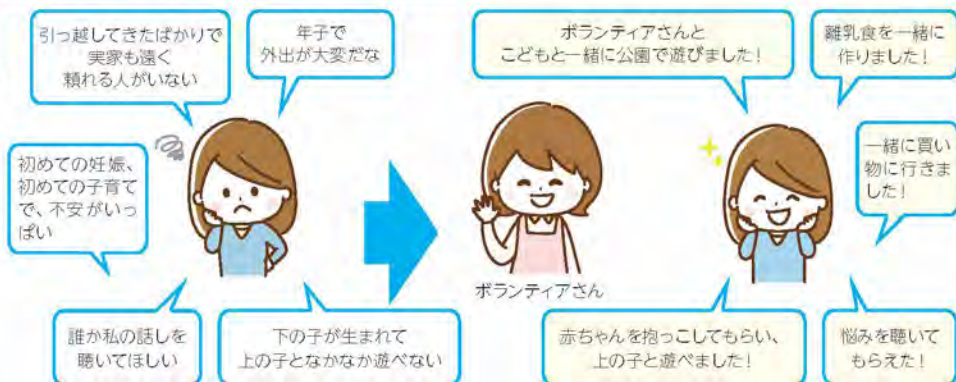 引っ越してきたばかりで
実家も遠く
頼れる人がいない
年子で
外出が大変だな
初めての妊娠、
初めての子育て
で、不安がいっ
ぱい
誰か私の話しを
聴いてほしい
下の子が生まれて
上の子となかなか遊べない
ボランティアさんと
こどもと一緒に公園で遊びました!
離乳食を一緒に
作りました!
一緒に買い
物に行きま
した!
ボランティアさん
赤ちゃんを抱っこしてもらい、
上の子と遊べました!
悩みを聴いて
もらえた!